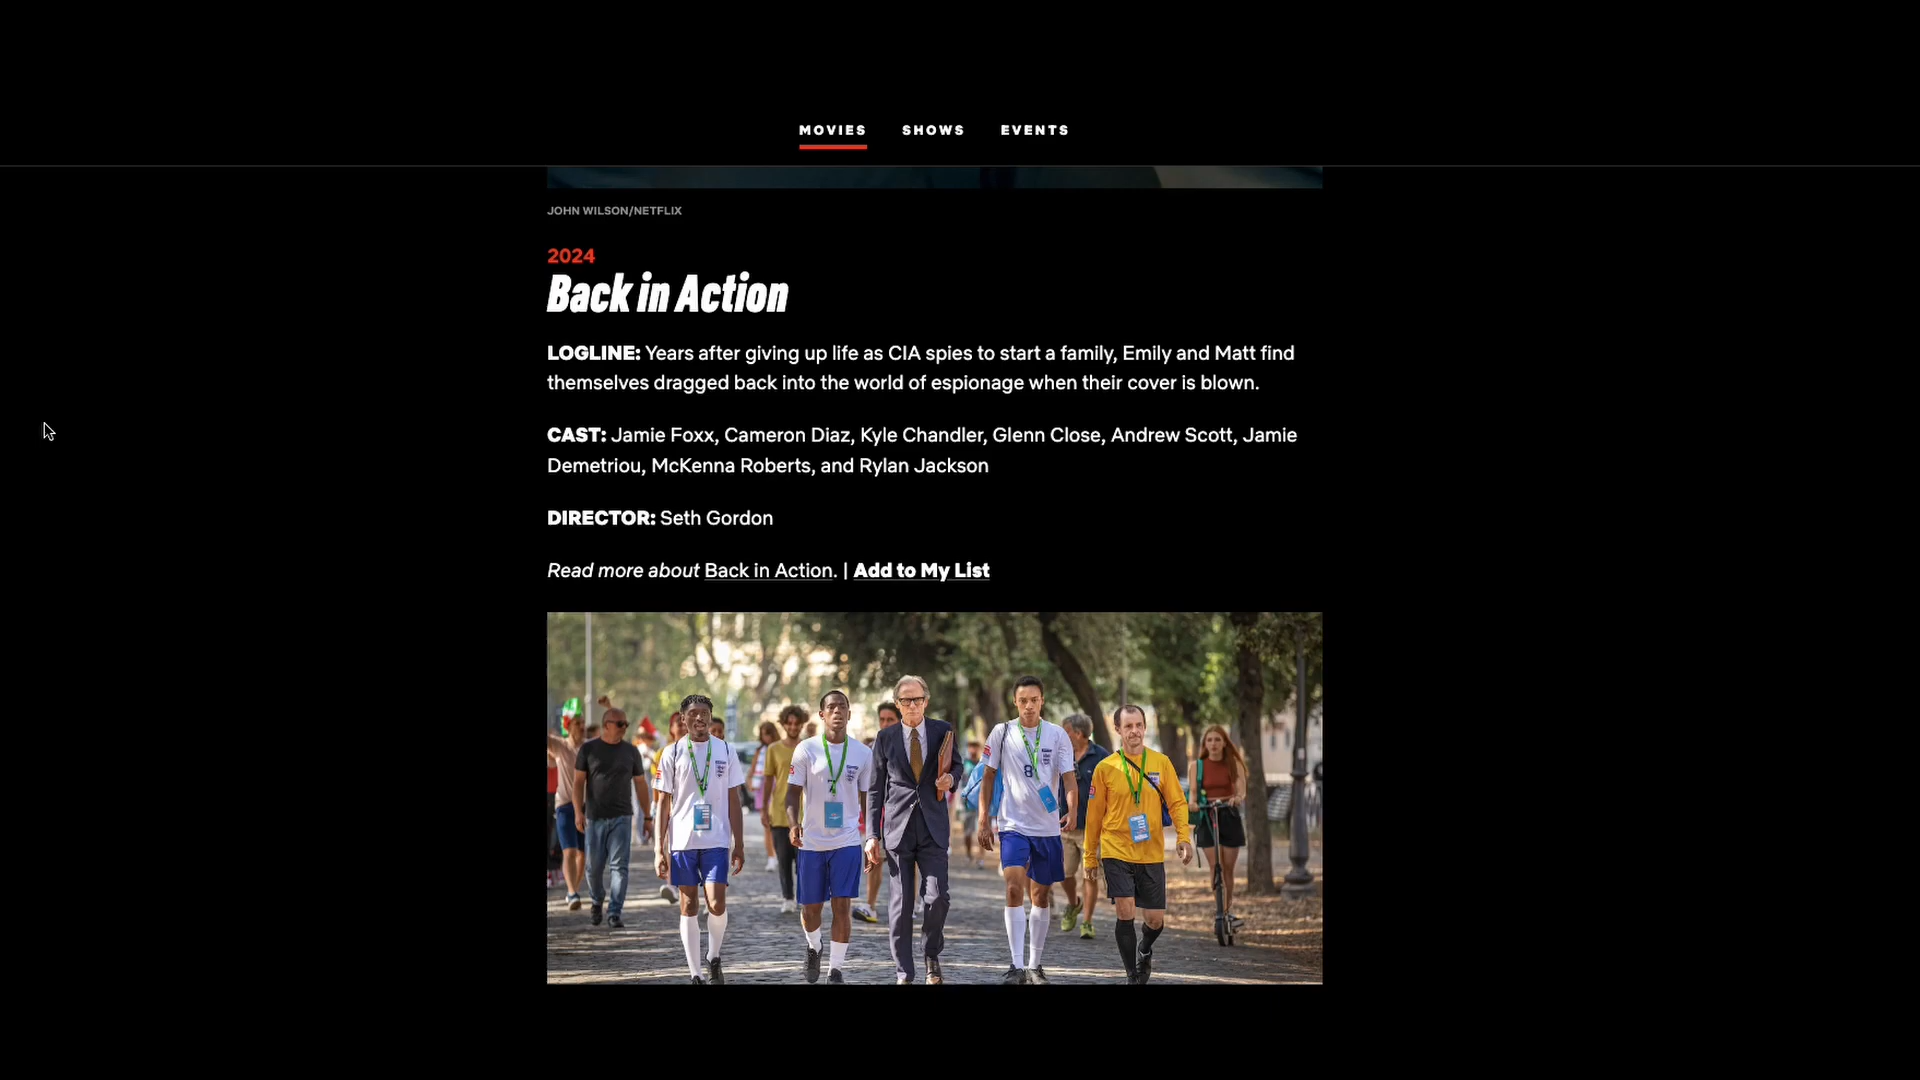 MOVIES SHOWS EVENTS
JOHN WILSON/NETFLIX
2024
Back in Action
LOGLINE: Years after giving up life as CIA spies to start a family, Emily and Matt find
themselves dragged back into the world of espionage when their cover is blown.
CAST: Jamie Foxx, Cameron Diaz, Kyle Chandler, Glenn Close, Andrew Scott, Jamie
Demetriou, McKenna Roberts, and Rylan Jackson
DIRECTOR: Seth Gordon
Read more about Back in Action. | Add to My List
8